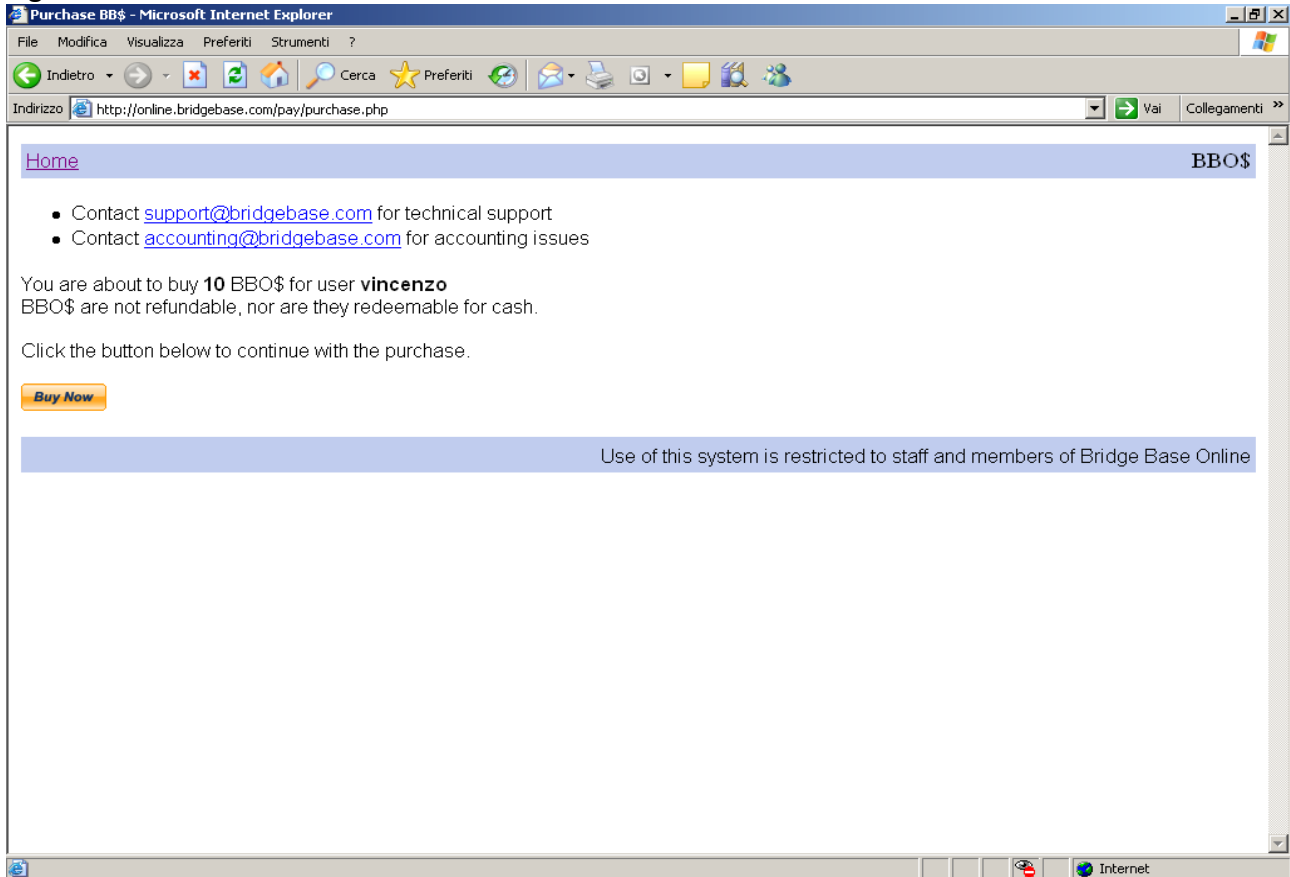 Purchase BB$ - Microsoft Internet Explorer
File Modifica Visualizza Preferiti Strumenti ?
Indietro Cerca Preferiti
Indirizzo http://online.bridgebase.com/pay/purchase.php Vai Collegamenti »
Home BBO$
• Contact support@bridgebase.com for technical support
• Contact accounting@bridgebase.com for accounting issues
You are about to buy 10 BBO$ for user vincenzo
BBO$ are not refundable, nor are they redeemable for cash.
Click the button below to continue with the purchase.
Buy Now
Use of this system is restricted to staff and members of Bridge Base Online
Internet